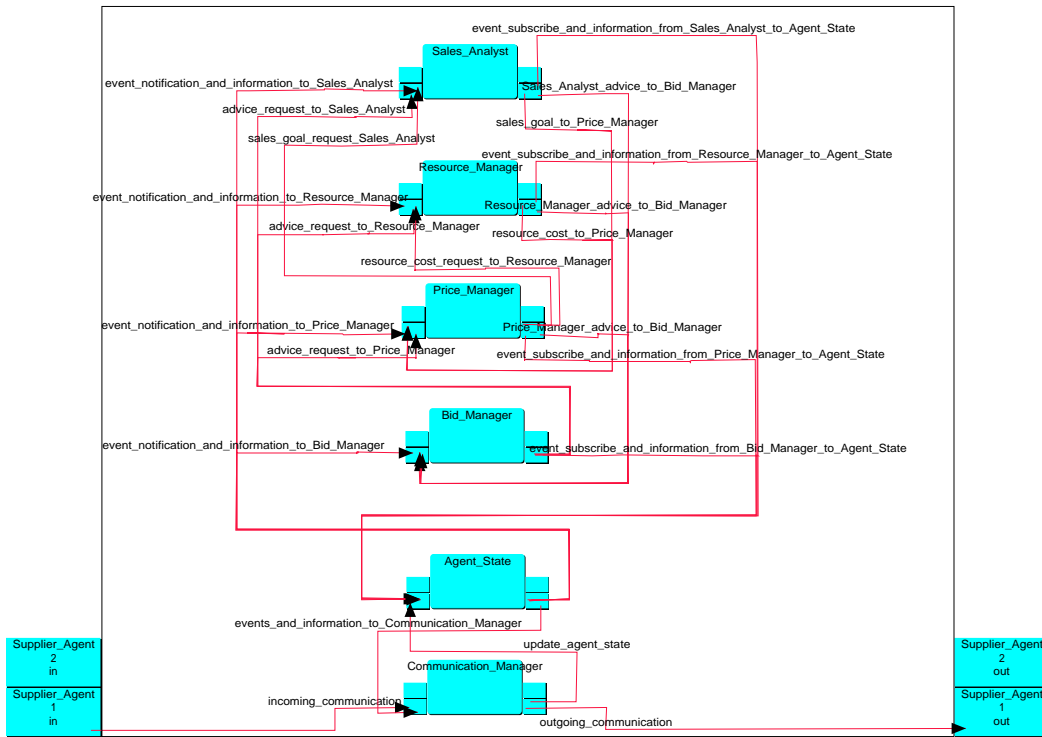 event_subscribe_and_information_from_Sales_Analyst_to_Agent_State
Sales_Analyst
event_notification_and_information_to_Sales_Analyst
Sales_Analyst_advice_to_Bid_Manager
advice_request_to_Sales_Analyst
sales_goal_to_Price_Manager
sales_goal_request_Sales_Analyst
event_subscribe_and_information_from_Resource_Manager_to_Agent_State
Resource_Manager
event_notification_and_information_to_Resource_Manager
Resource_Manager_advice_to_Bid_Manager
advice_request_to_Resource_Manager
resource_cost_to_Price_Manager
resource_cost_request_to_Resource_Manager
Price_Manager
event_notification_and_information_to_Price_Manager
Price_Manager_advice_to_Bid_Manager
advice_request_to_Price_Manager
event_subscribe_and_information_from_Price_Manager_to_Agent_State
Bid_Manager
event_notification_and_information_to_Bid_Manager
event_subscribe_and_information_from_Bid_Manager_to_Agent_State
Agent_State
events_and_information_to_Communication_Manager
update_agent_state
Supplier_Agent
2
in
Supplier_Agent
2
out
Communication_Manager
Supplier_Agent
1
in
incoming_communication
outgoing_communication
Supplier_Agent
1
out